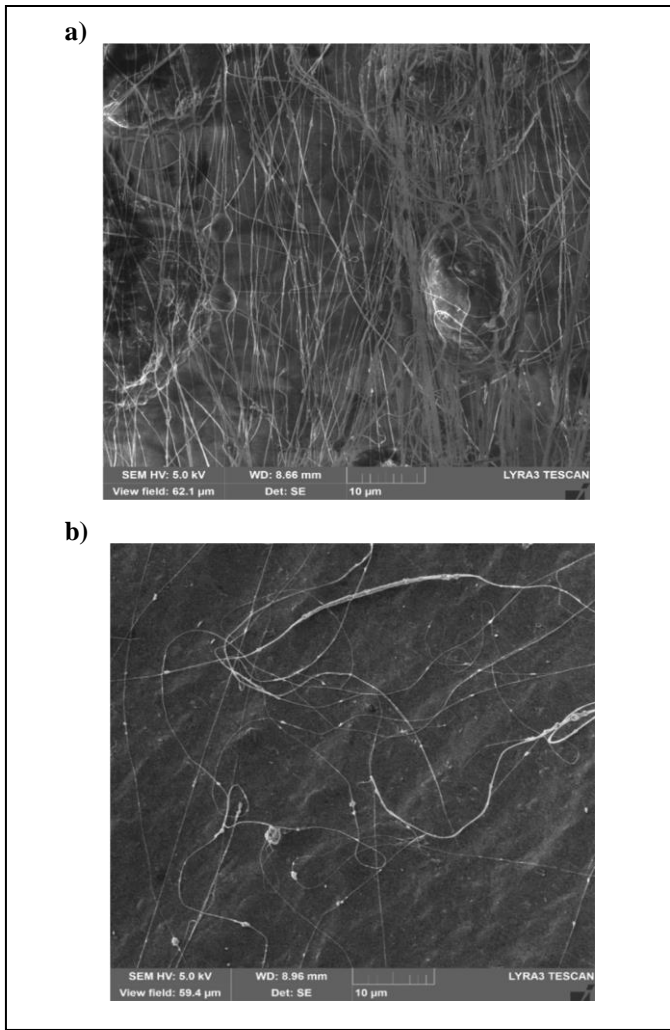 a)
SEM HV: 5.0 kV WD: 8.66 mm LYRA3 TESCAN
View field: 62.1 µm Det: SE 10 µm
b)
SEM HV: 5.0 kV WD: 8.96 mm LYRA3 TESCAN
View field: 59.4 µm Det: SE 10 µm